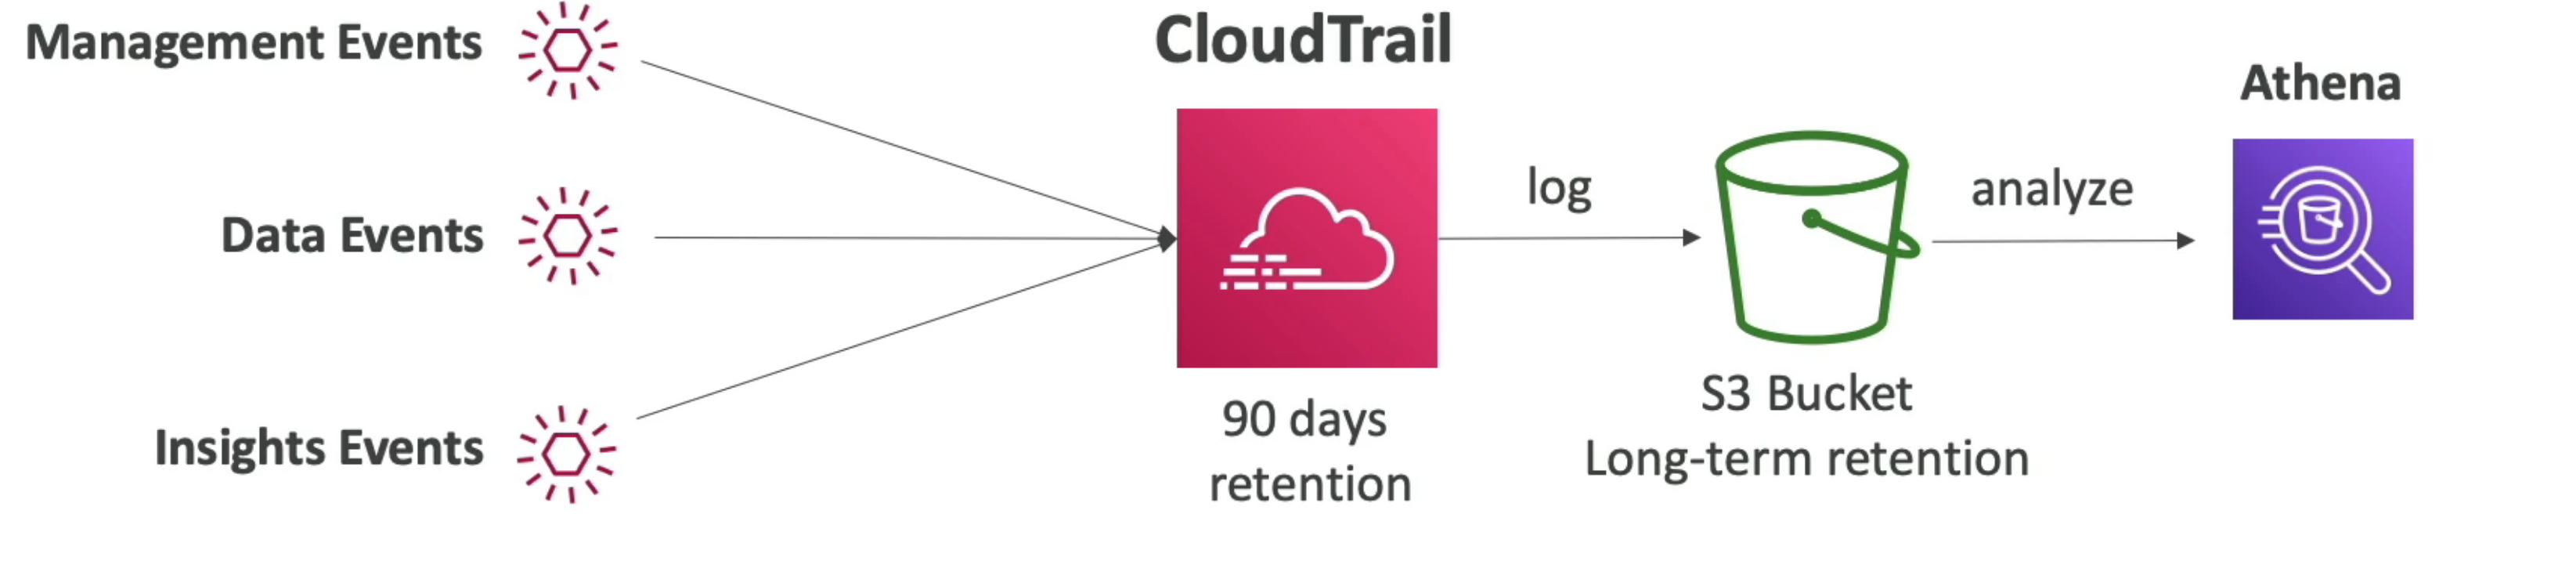 Management Events
Data Events
Insights Events
CloudTrail
90 days
retention
log
S3 Bucket
Long-term retention
analyze
Athena